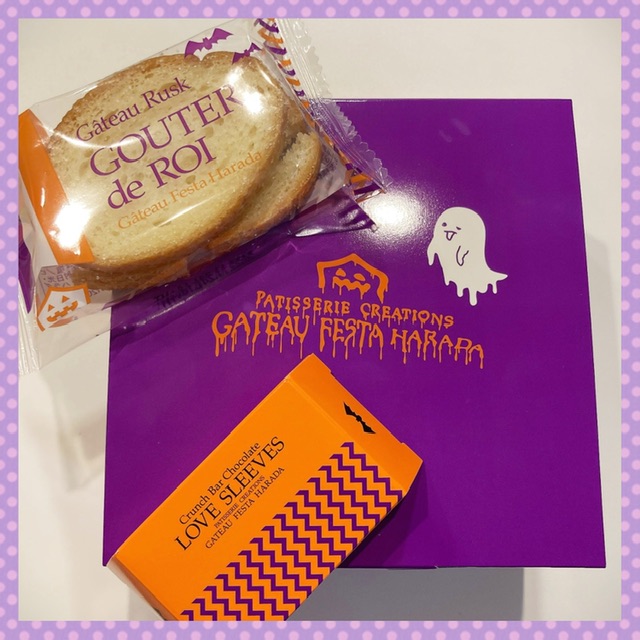 Gâteau Rusk
GOUTER
de ROI
Gâteau Festa Harada
PATISSERIE CREATIONS
GATEAU FESTA HARADA
Crunch Bar Chocolate
LOVE SLEEVES
PATISSERIE CREATIONS
GATEAU FESTA HARADA